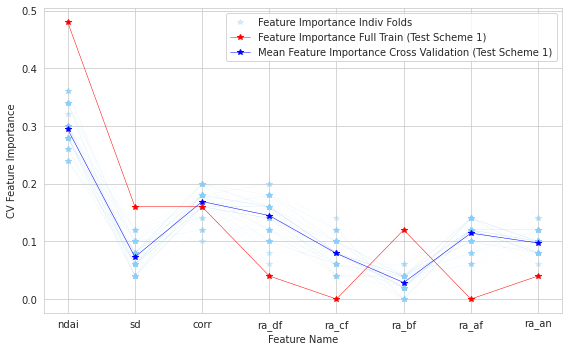 Feature Importance Indiv Folds
Feature Importance Full Train (Test Scheme 1)
Mean Feature Importance Cross Validation (Test Scheme 1)
CV Feature Importance
0.5
0.4
0.3
0.2
0.1
0.0
ndai sd corr ra_df ra_cf ra_bf ra_af ra_an
Feature Name